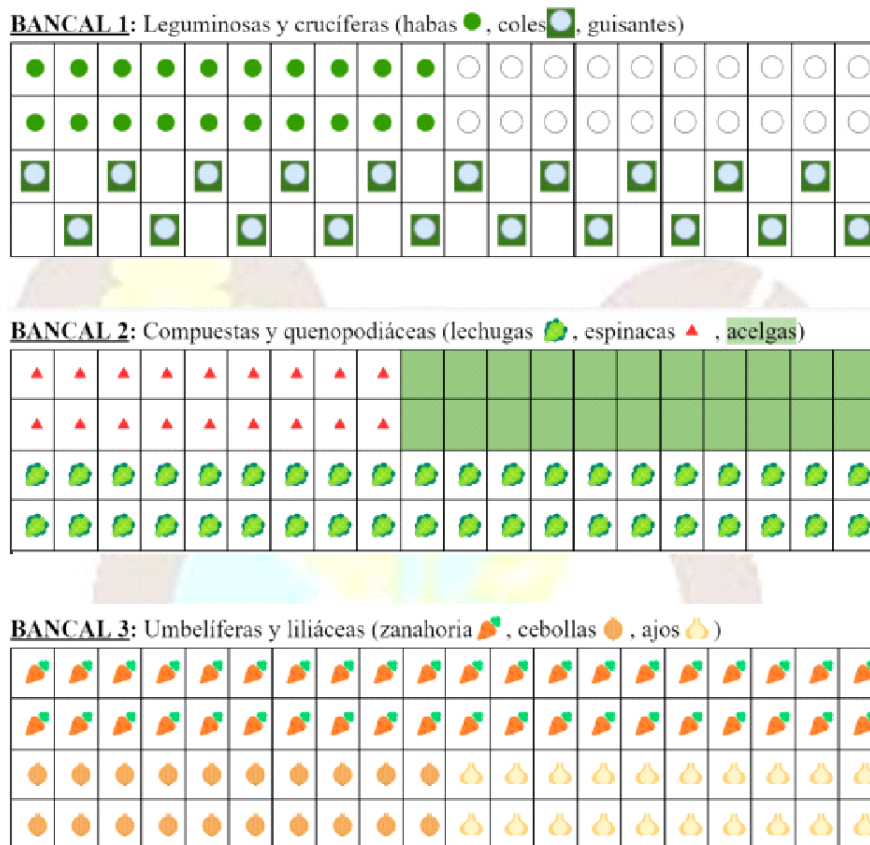 BANCAL 1: Leguminosas y crucíferas (habas , coles , guisantes)
BANCAL 2: Compuestas y quenopodiáceas (lechugas , espinacas , acelgas)
BANCAL 3: Umbelíferas y liliáceas (zanahoria , cebollas , ajos )